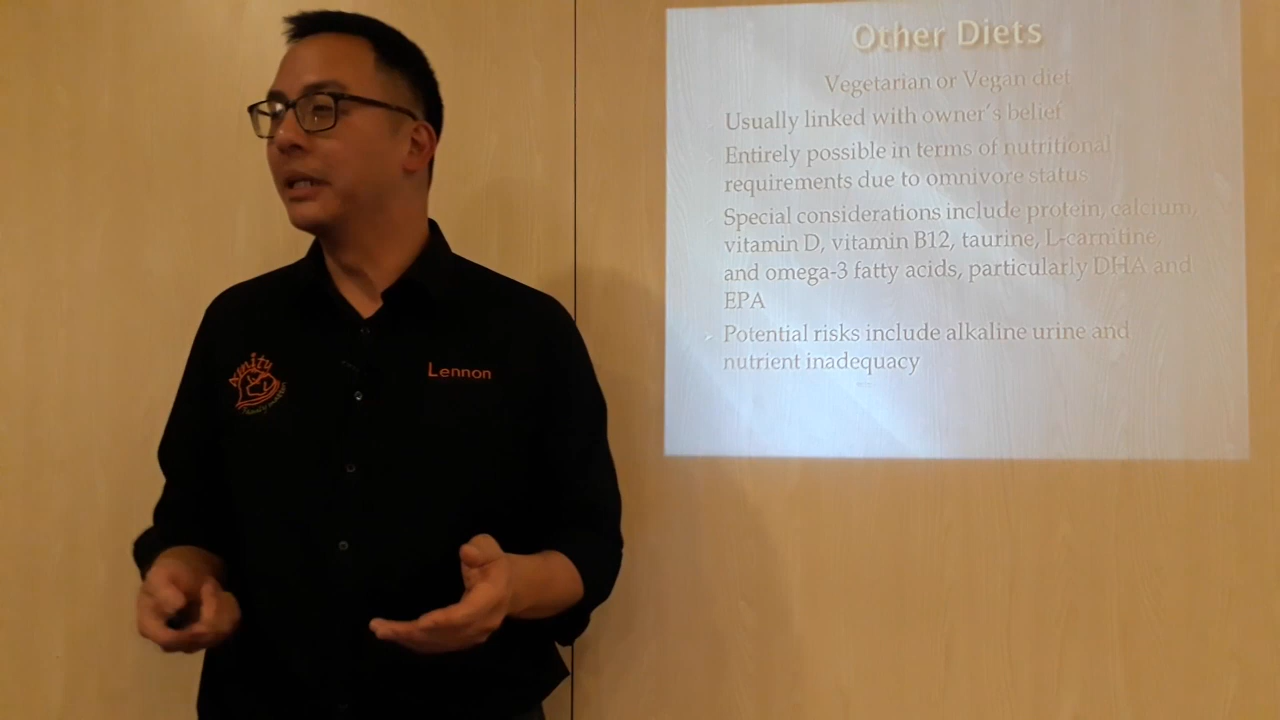 Other Diets
Vegetarian or Vegan diet
Usually linked with owner's belief
Entirely possible in terms of nutritional
requirements due to omnivore status
Special considerations include protein, calcium,
vitamin D, vitamin B12, taurine, L-carnitine,
and omega-3 fatty acids, particularly DHA and
EPA
Potential risks include alkaline urine and
nutrient inadequacy
Amity
Lennon